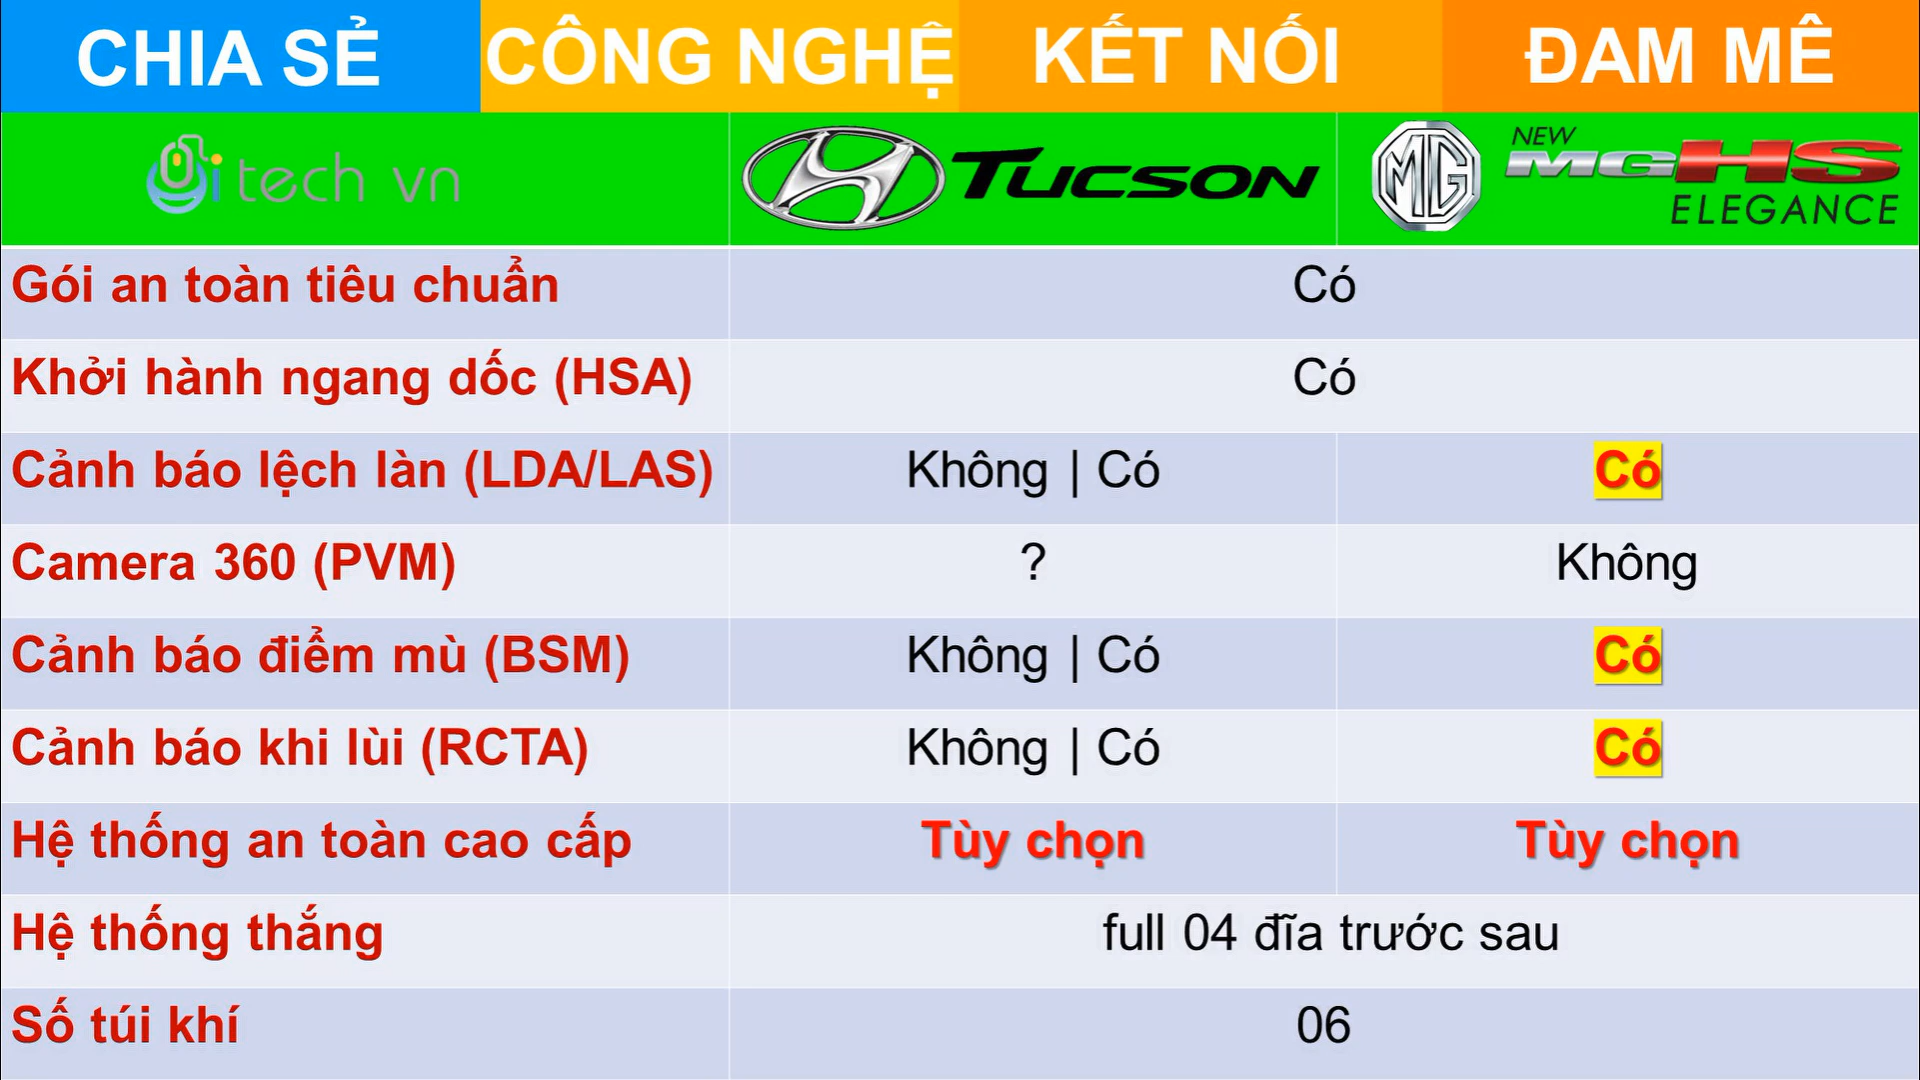 CHIA SẺ CÔNG NGHỆ KẾT NỐI ĐAM MÊ
itech vn TUCSON MG NEW MGHS ELEGANCE
Gói an toàn tiêu chuẩn Có
Khởi hành ngang dốc (HSA) Có
Cảnh báo lệch làn (LDA/LAS) Không | Có Có
Camera 360 (PVM) ? Không
Cảnh báo điểm mù (BSM) Không | Có Có
Cảnh báo khi lùi (RCTA) Không | Có Có
Hệ thống an toàn cao cấp Tùy chọn Tùy chọn
Hệ thống thắng full 04 đĩa trước sau
Số túi khí 06